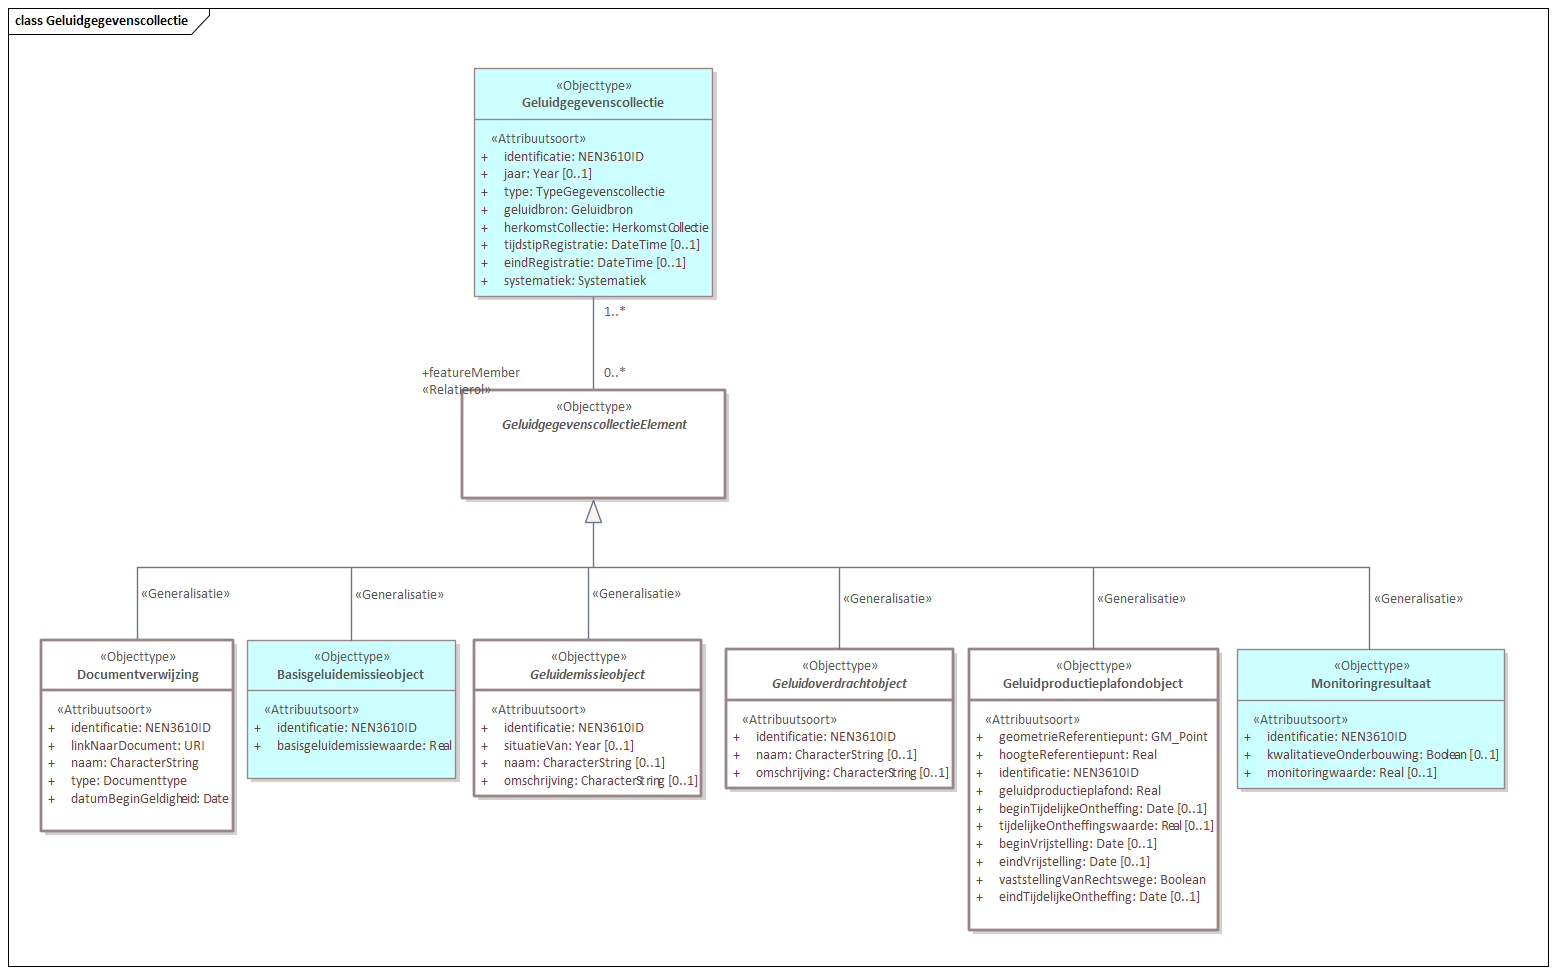 class Geluidgegevenscollectie
«Objecttype»
Geluidgegevenscollectie
«Attribuutsoort»
+ identificatie: NEN3610ID
+ jaar: Year [0..1]
+ type: TypeGegevenscollectie
+ geluidbron: Geluidbron
+ herkomstCollectie: HerkomstCollectie
+ tijdstipRegistratie: DateTime [0..1]
+ eindRegistratie: DateTime [0..1]
+ systematiek: Systematiek
1..*
+featureMember
0..*
«Relatierol»
«Objecttype»
GeluidgegevenscollectieElement
«Generalisatie»
«Generalisatie»
«Generalisatie»
«Generalisatie»
«Generalisatie»
«Generalisatie»
«Objecttype»
Documentverwijzing
«Attribuutsoort»
+ identificatie: NEN3610ID
+ linkNaarDocument: URI
+ naam: CharacterString
+ type: Documenttype
+ datumBeginGeldigheid: Date
«Objecttype»
Basisgeluidemissieobject
«Attribuutsoort»
+ identificatie: NEN3610ID
+ basisgeluidemissiewaarde: Real
«Objecttype»
Geluidemissieobject
«Attribuutsoort»
+ identificatie: NEN3610ID
+ situatieVan: Year [0..1]
+ naam: CharacterString [0..1]
+ omschrijving: CharacterString [0..1]
«Objecttype»
Geluidoverdrachtobject
«Attribuutsoort»
+ identificatie: NEN3610ID
+ naam: CharacterString [0..1]
+ omschrijving: CharacterString [0..1]
«Objecttype»
Geluidproductieplafondobject
«Attribuutsoort»
+ geometrieReferentiepunt: GM_Point
+ hoogteReferentiepunt: Real
+ identificatie: NEN3610ID
+ geluidproductieplafond: Real
+ beginTijdelijkeOntheffing: Date [0..1]
+ tijdelijkeOntheffingswaarde: Real [0..1]
+ beginVrijstelling: Date [0..1]
+ eindVrijstelling: Date [0..1]
+ vaststellingVanRechtswege: Boolean
+ eindTijdelijkeOntheffing: Date [0..1]
«Objecttype»
Monitoringresultaat
«Attribuutsoort»
+ identificatie: NEN3610ID
+ kwalitatieveOnderbouwing: Boolean [0..1]
+ monitoringwaarde: Real [0..1]